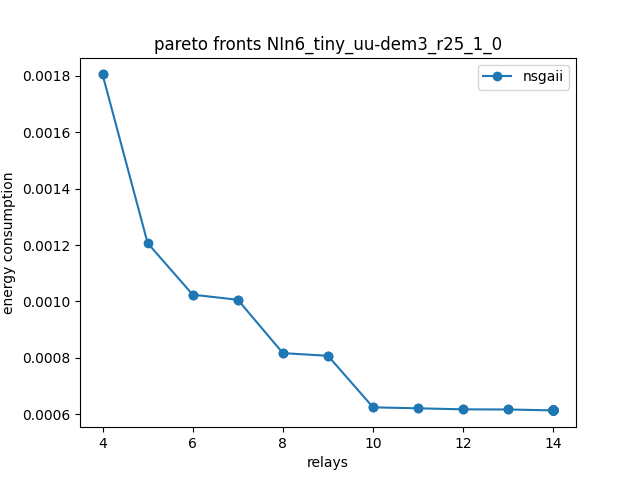 pareto fronts NIn6_tiny_uu-dem3_r25_1_0
nsgaii
energy consumption
0.0018
0.0016
0.0014
0.0012
0.0010
0.0008
0.0006
4 6 8 10 12 14
relays